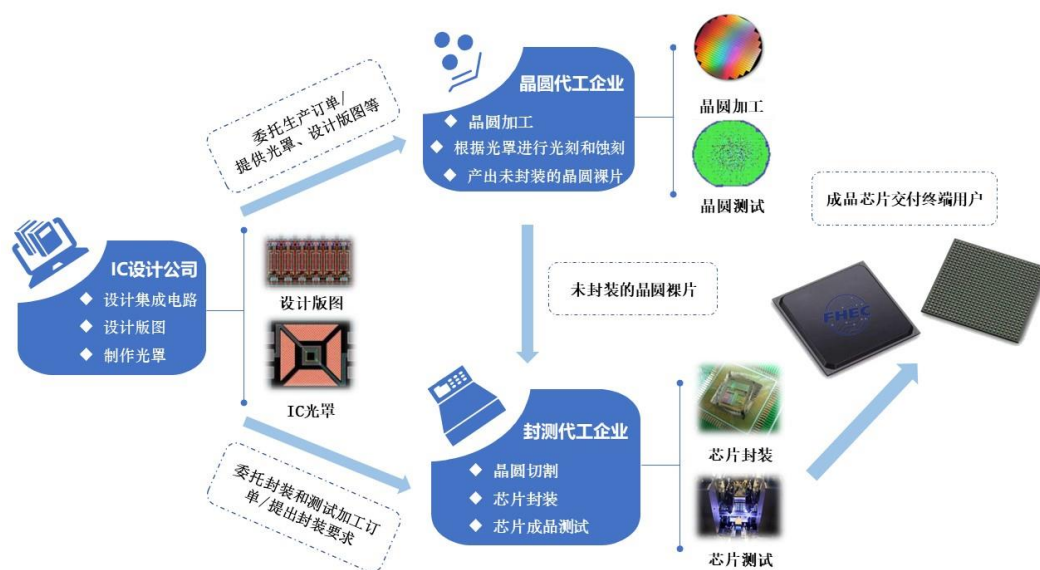 委托生产订单/
提供光罩、设计版图等
晶圆代工企业
◆ 晶圆加工
◆ 根据光罩进行光刻和蚀刻
◆ 产出未封装的晶圆裸片
晶圆加工
晶圆测试
成品芯片交付终端用户
FHEC
IC设计公司
◆ 设计集成电路
◆ 设计版图
◆ 制作光罩
设计版图
IC光罩
未封装的晶圆裸片
委托封装和测试加工订
单/提出封装要求
封测代工企业
◆ 晶圆切割
◆ 芯片封装
◆ 芯片成品测试
芯片封装
芯片测试